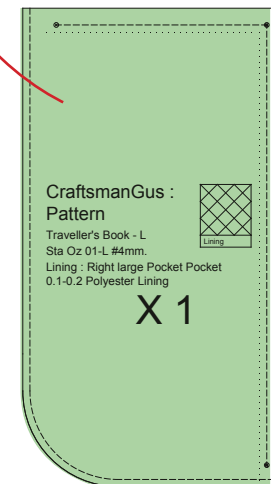 CraftsmanGus :
Pattern
Traveller's Book - L
Sta Oz 01-L #4mm.
Lining : Right large Pocket Pocket
0.1-0.2 Polyester Lining
Lining
X 1